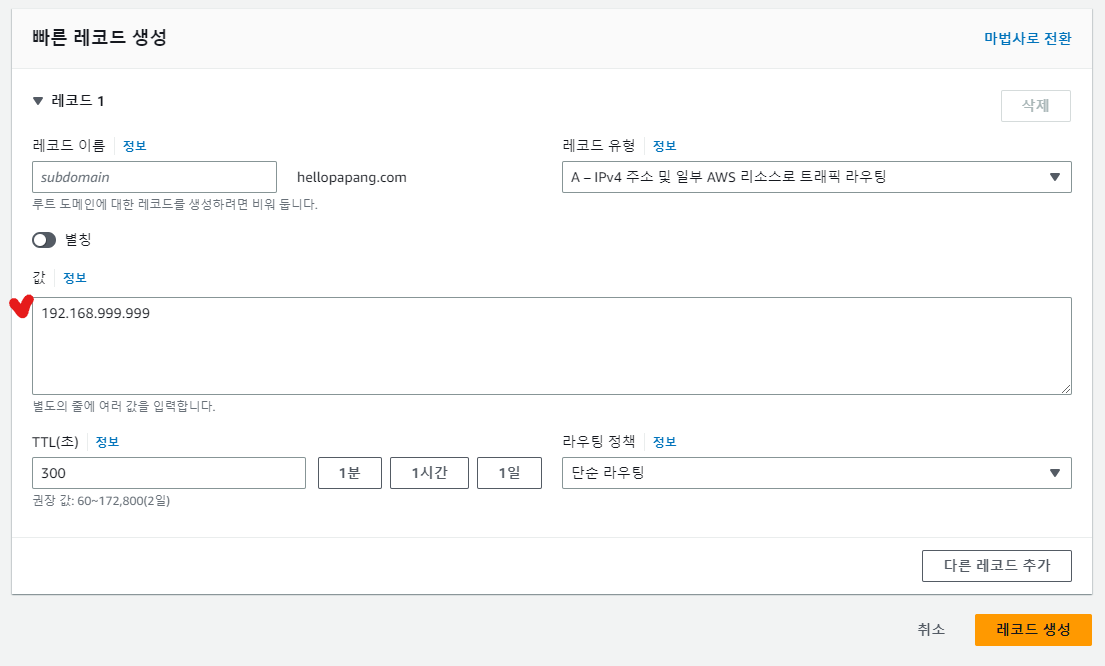 빠른 레코드 생성
마법사로 전환
▼ 레코드 1
삭제
레코드 이름 정보
레코드 유형 정보
subdomain
hellopapang.com
A – IPv4 주소 및 일부 AWS 리소스로 트래픽 라우팅
루트 도메인에 대한 레코드를 생성하려면 비워 둡니다.
별칭
값 정보
192.168.999.999
별도의 줄에 여러 값을 입력합니다.
TTL(초) 정보
라우팅 정책 정보
300
1분
1시간
1일
단순 라우팅
권장 값: 60~172,800(2일)
다른 레코드 추가
취소
레코드 생성